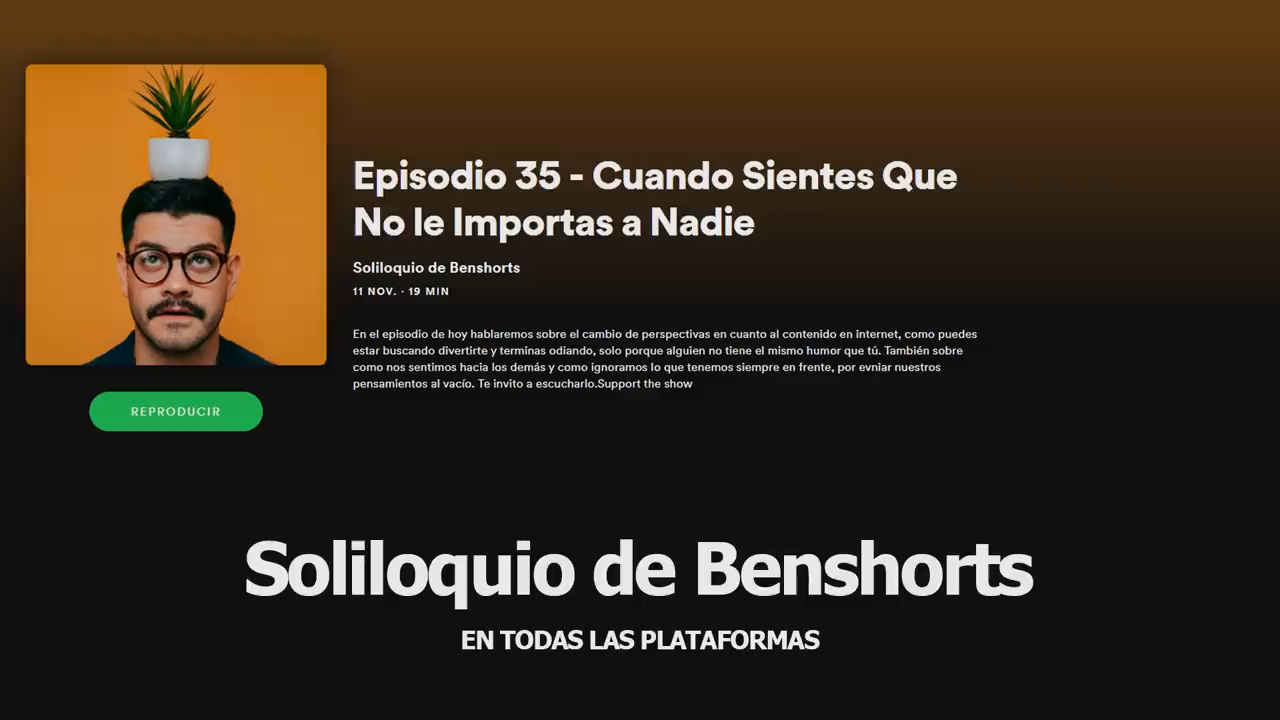 Episodio 35 - Cuando Sientes Que
No le Importas a Nadie
Soliloquio de Benshorts
11 NOV. · 19 MIN
En el episodio de hoy hablaremos sobre el cambio de perspectivas en cuanto al contenido en internet, como puedes
estar buscando divertirte y terminas odiando, solo porque alguien no tiene el mismo humor que tú. También sobre
como nos sentimos hacia los demás y como ignoramos lo que tenemos siempre en frente, por evniar nuestros
pensamientos al vacío. Te invito a escucharlo.Support the show
REPRODUCIR
Soliloquio de Benshorts
EN TODAS LAS PLATAFORMAS